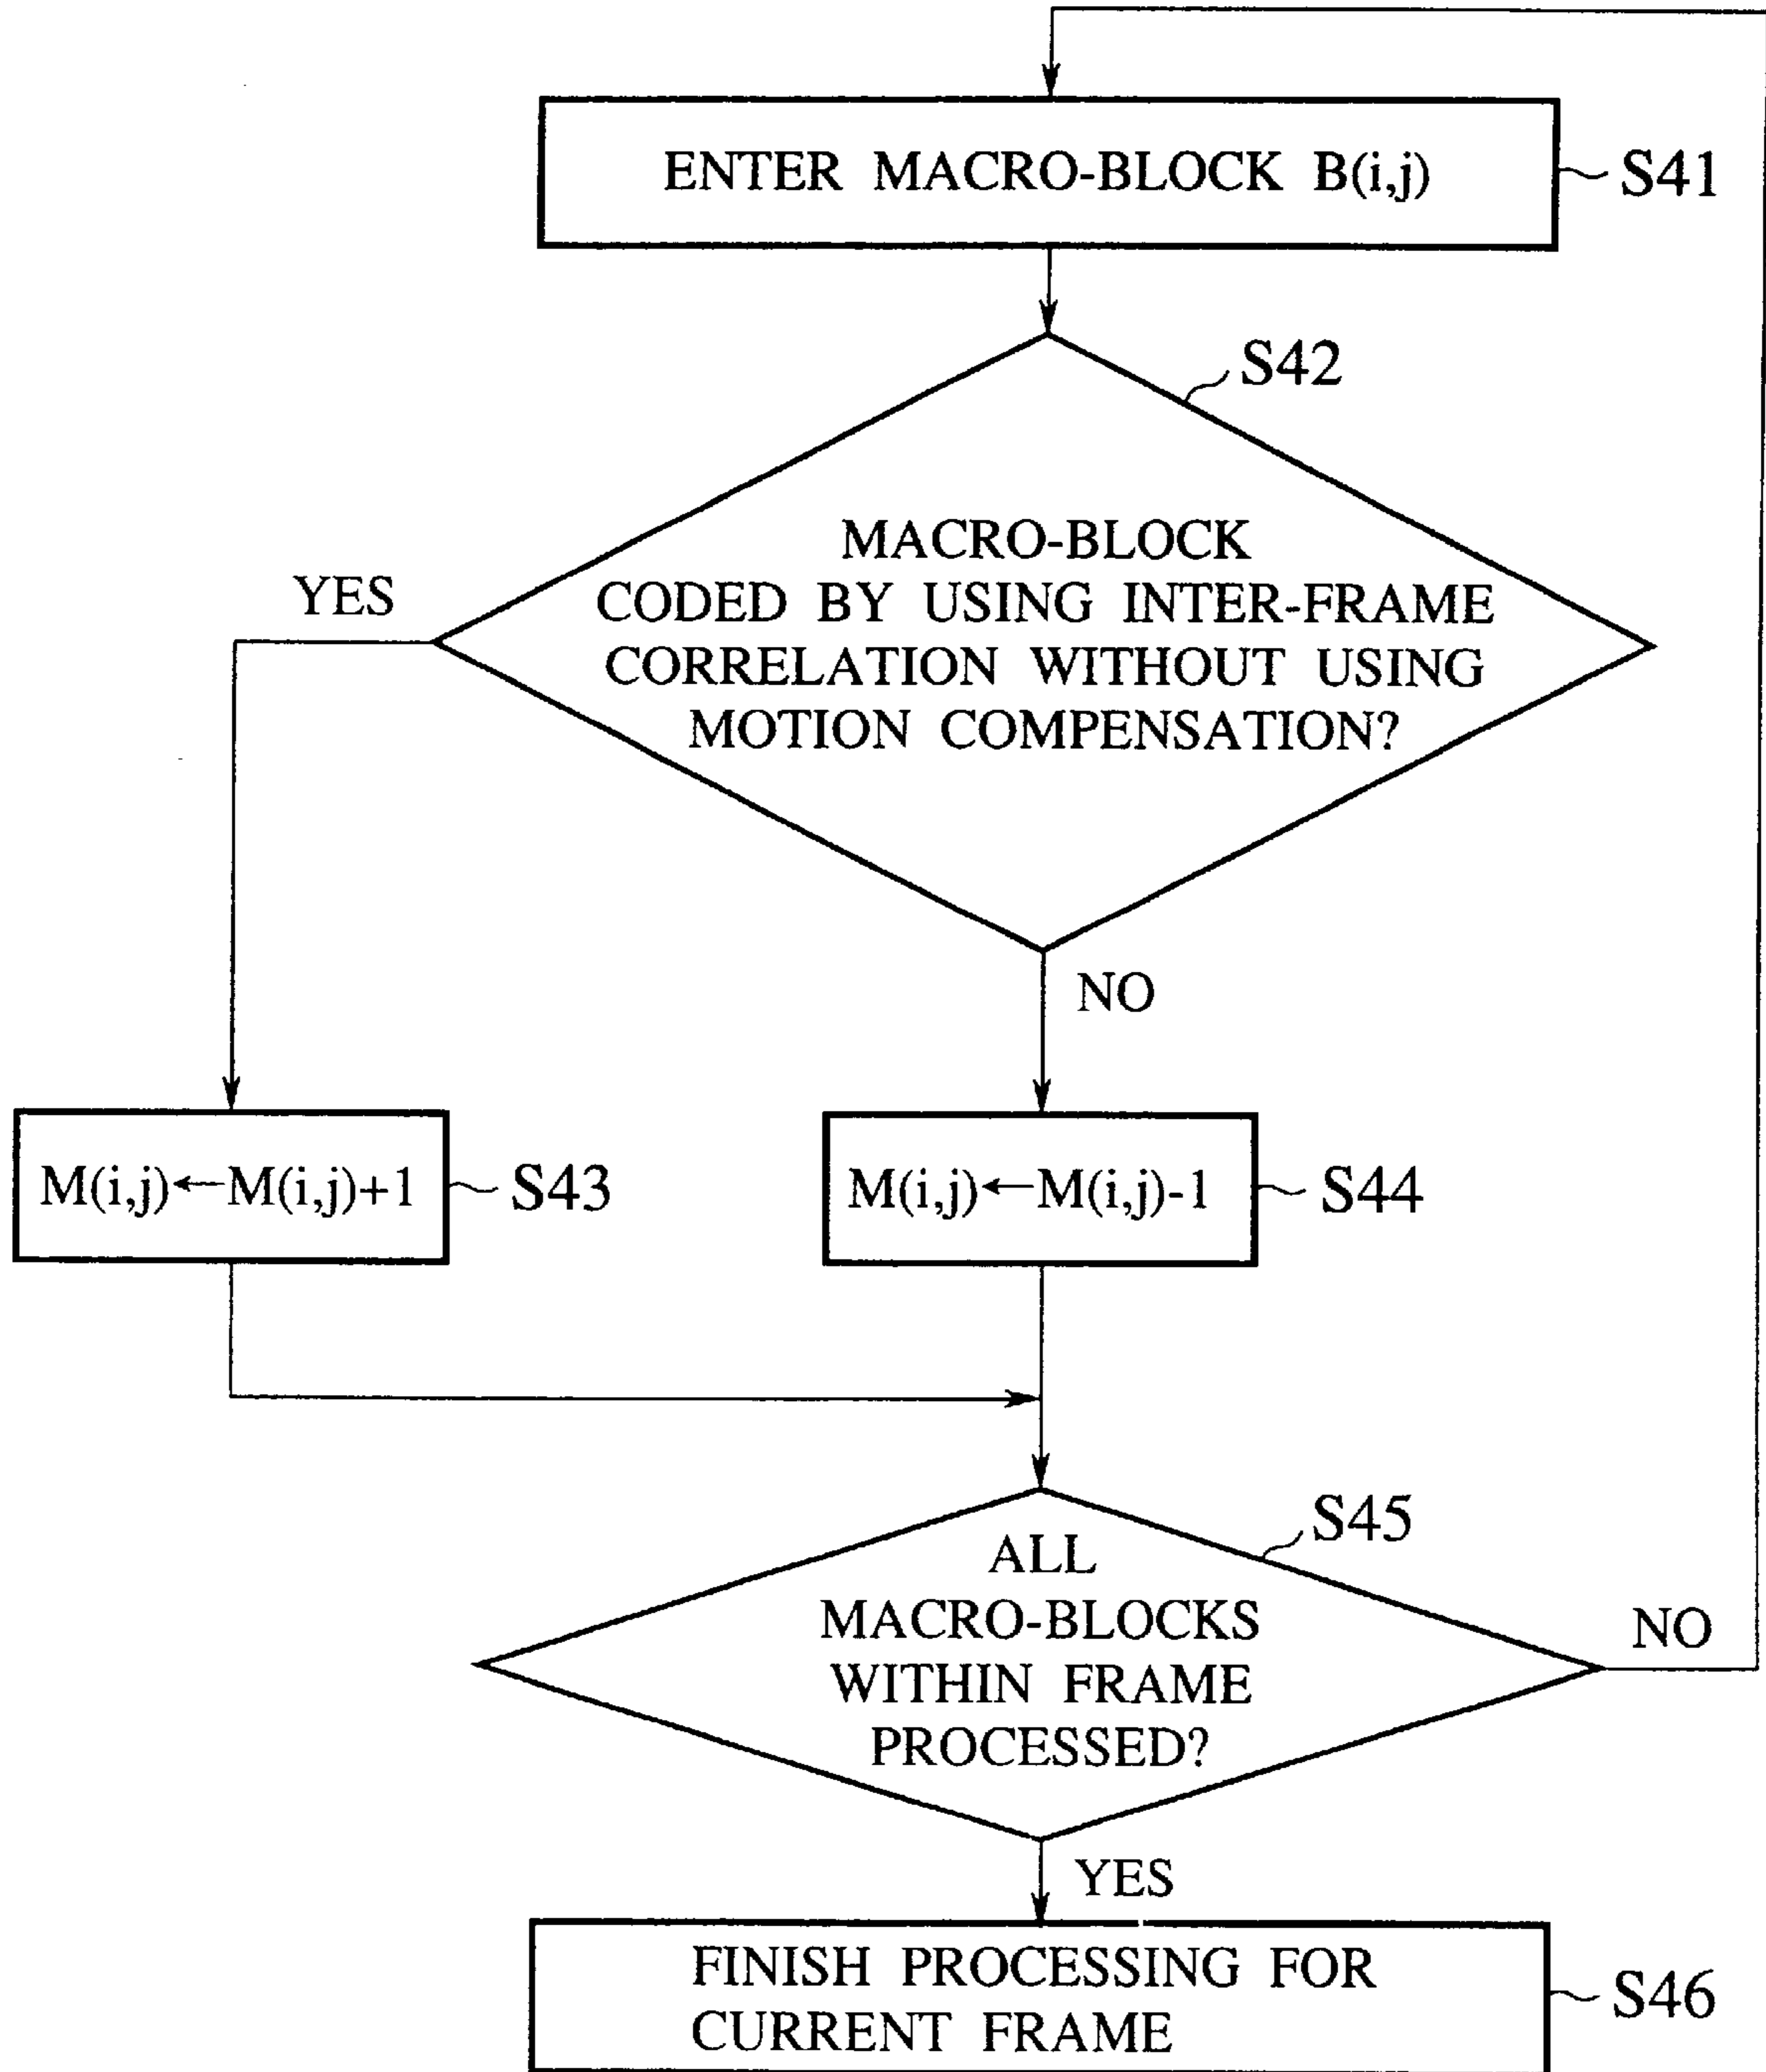 ENTER MACRO-BLOCK B(i,j)
S41
S42
MACRO-BLOCK
CODED BY USING INTER-FRAME
CORRELATION WITHOUT USING
MOTION COMPENSATION?
YES
NO
M(i,j)←M(i,j)+1
S43
M(i,j)←M(i,j)-1
S44
S45
ALL
MACRO-BLOCKS
WITHIN FRAME
PROCESSED?
NO
YES
FINISH PROCESSING FOR
CURRENT FRAME
S46